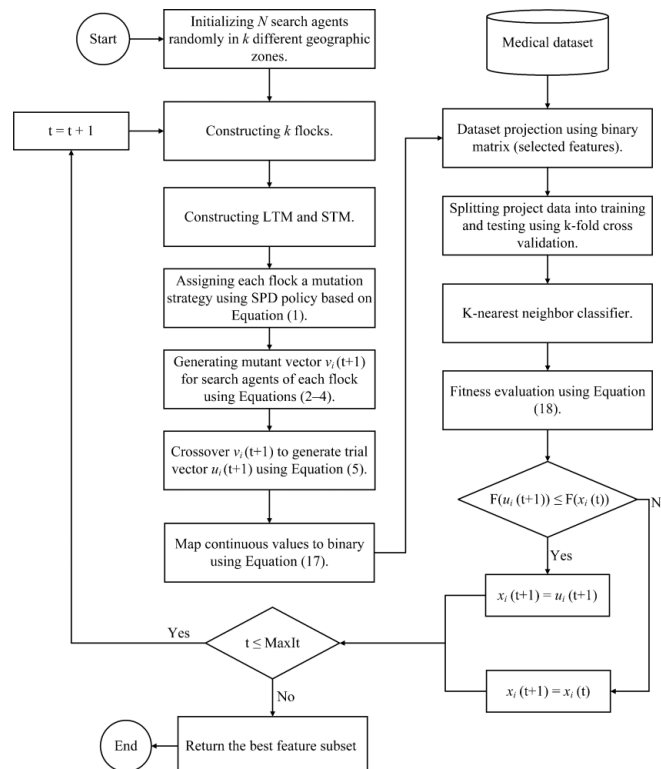 Start
Initializing N search agents
randomly in k different geographic
zones.
t = t + 1
Constructing k flocks.
Constructing LTM and STM.
Assigning each flock a mutation
strategy using SPD policy based on
Equation (1).
Generating mutant vector vi (t+1)
for search agents of each flock
using Equations (2–4).
Crossover vi (t+1) to generate trial
vector ui (t+1) using Equation (5).
Map continuous values to binary
using Equation (17).
Medical dataset
Dataset projection using binary
matrix (selected features).
Splitting project data into training
and testing using k-fold cross
validation.
K-nearest neighbor classifier.
Fitness evaluation using Equation
(18).
F(ui (t+1)) ≤ F(xi (t))
N
Yes
xi (t+1) = ui (t+1)
xi (t+1) = xi (t)
t ≤ MaxIt
Yes
No
Return the best feature subset
End